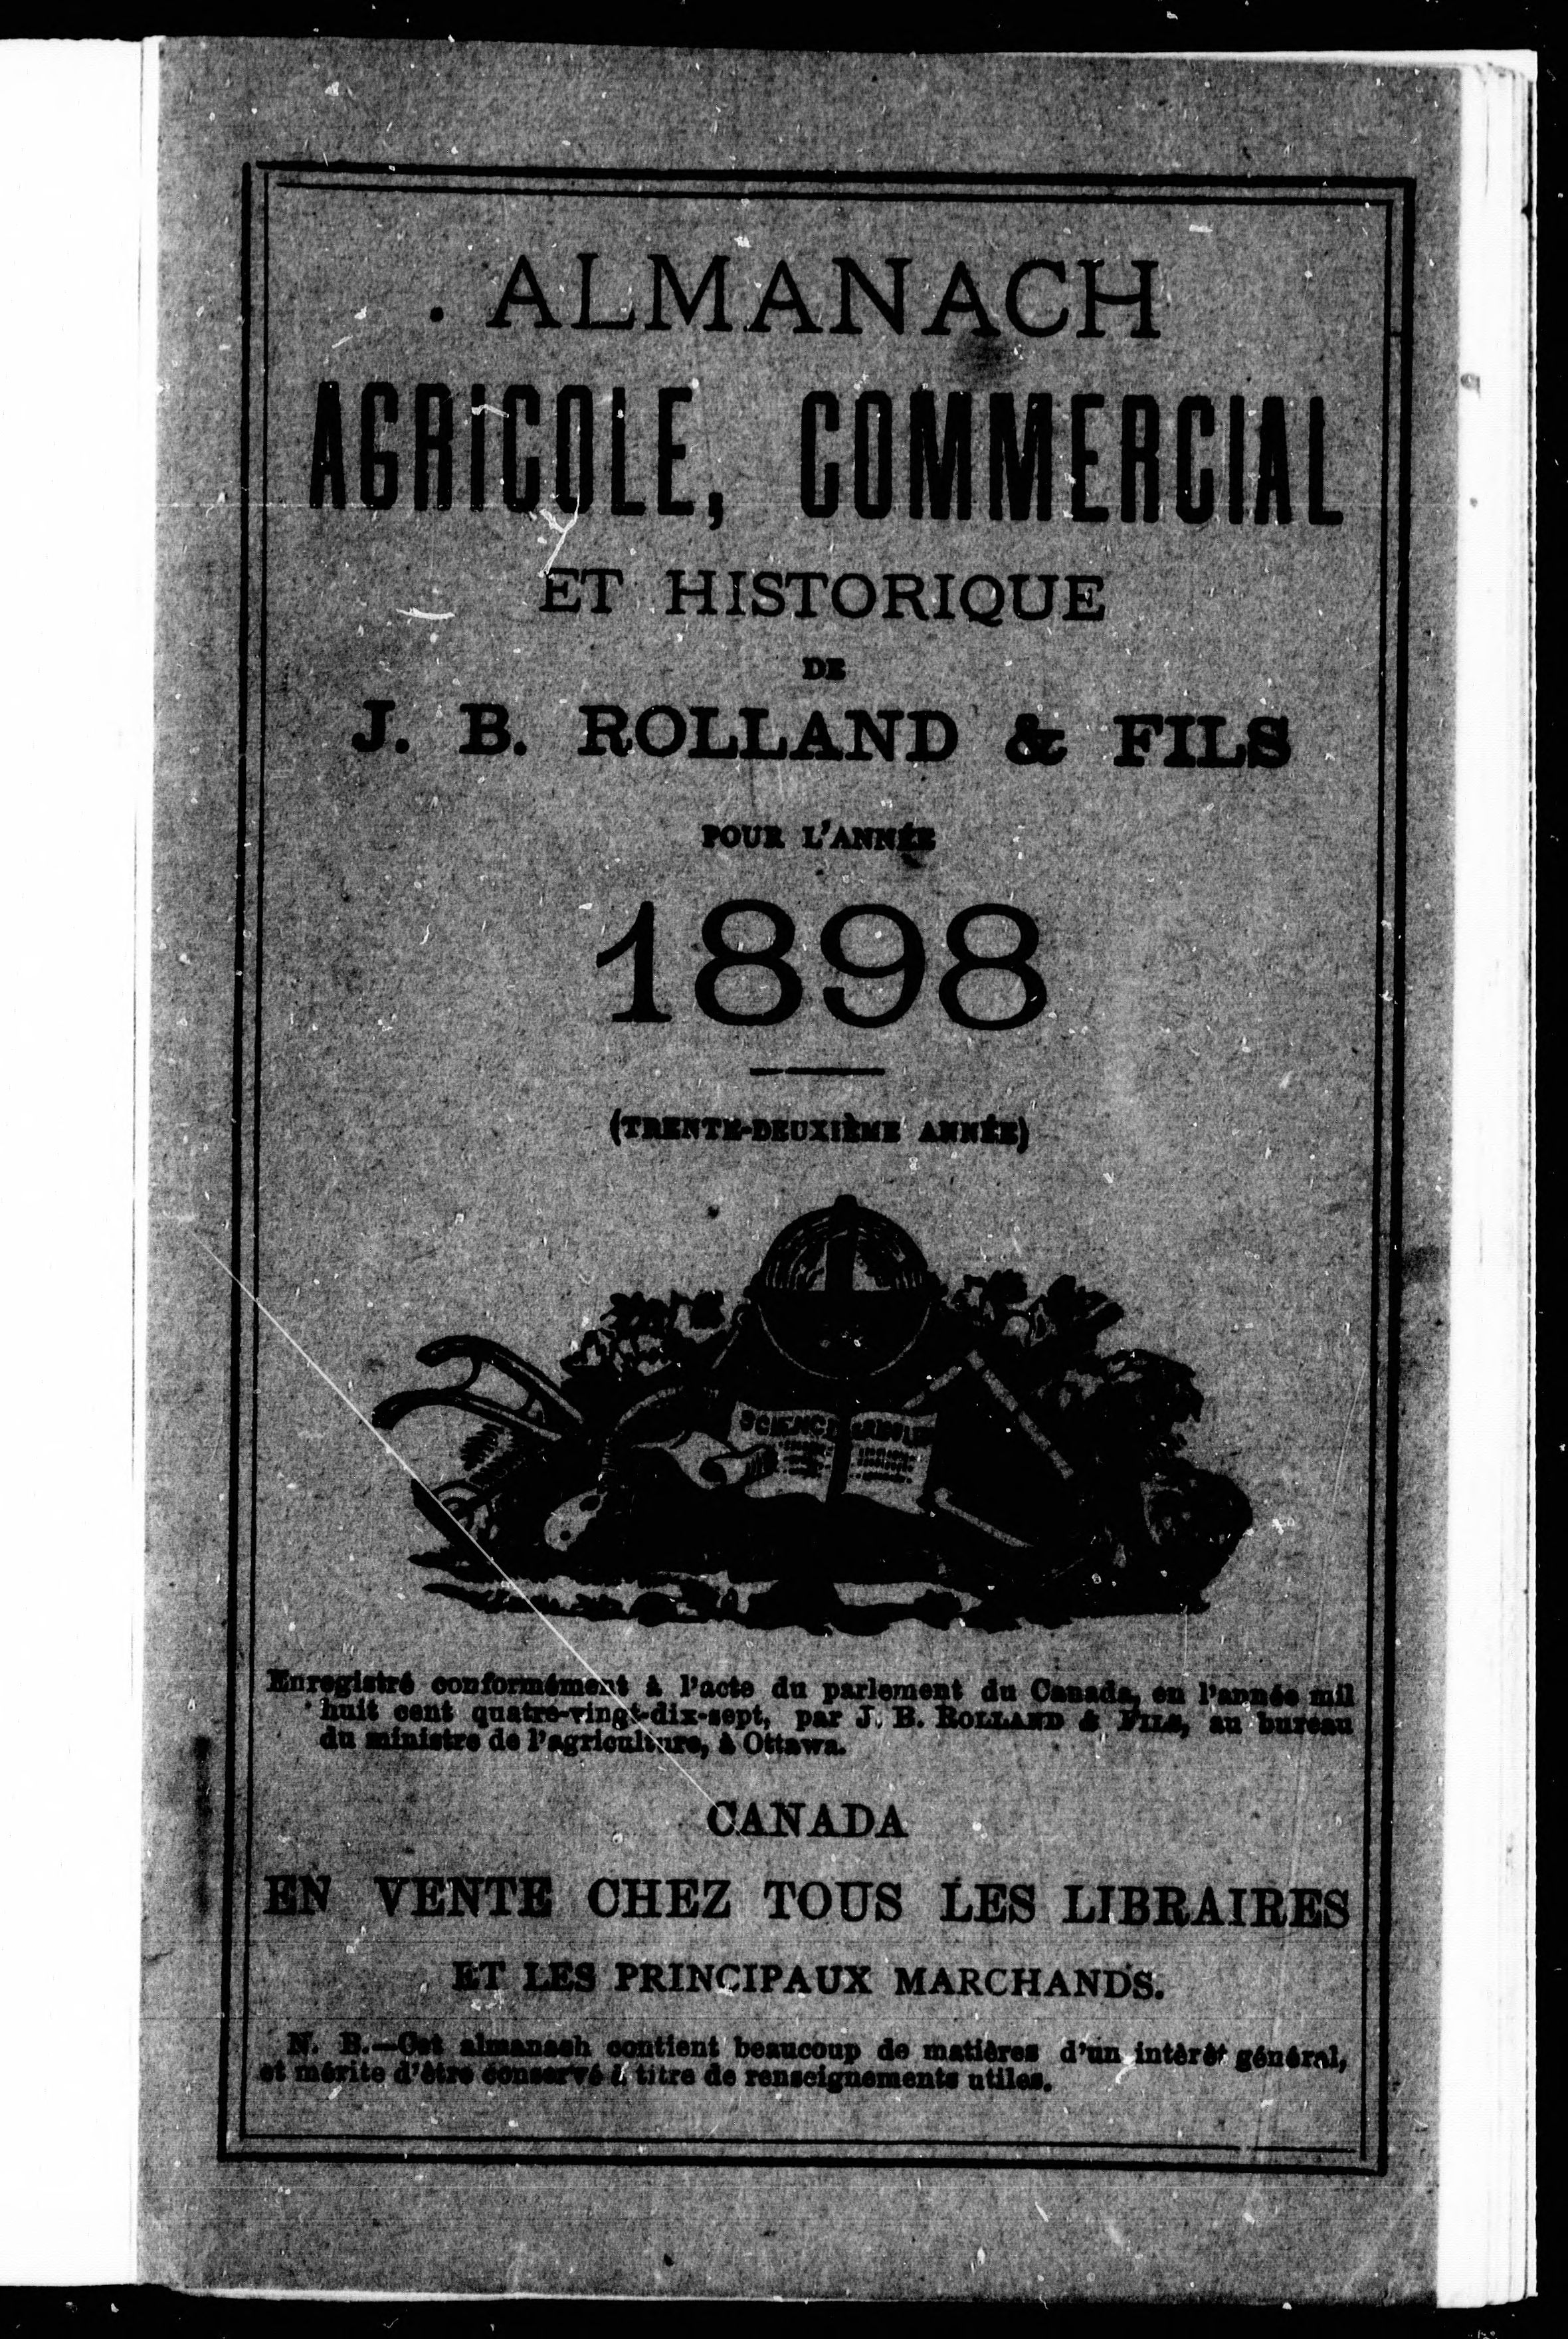 ALMANACH
AGRICOLE, COMMERCIAL
ET HISTORIQUE
DE
J. B. ROLLAND & FILS
POUR L'ANNÉE
1898
(TRENTE-DEUXIÈME ANNÉE)
SCIENCE
Enregistré conformément à l'acte du parlement du Canada, en l'année mil
huit cent quatre-vingt-dix-sept, par J. B. ROLLAND & FILS, au bureau
du ministre de l'agriculture, à Ottawa.
CANADA
EN VENTE CHEZ TOUS LES LIBRAIRES
ET LES PRINCIPAUX MARCHANDS.
N. B.—Cet almanach contient beaucoup de matières d'un intérêt général,
et mérite d'être conservé à titre de renseignements utiles.